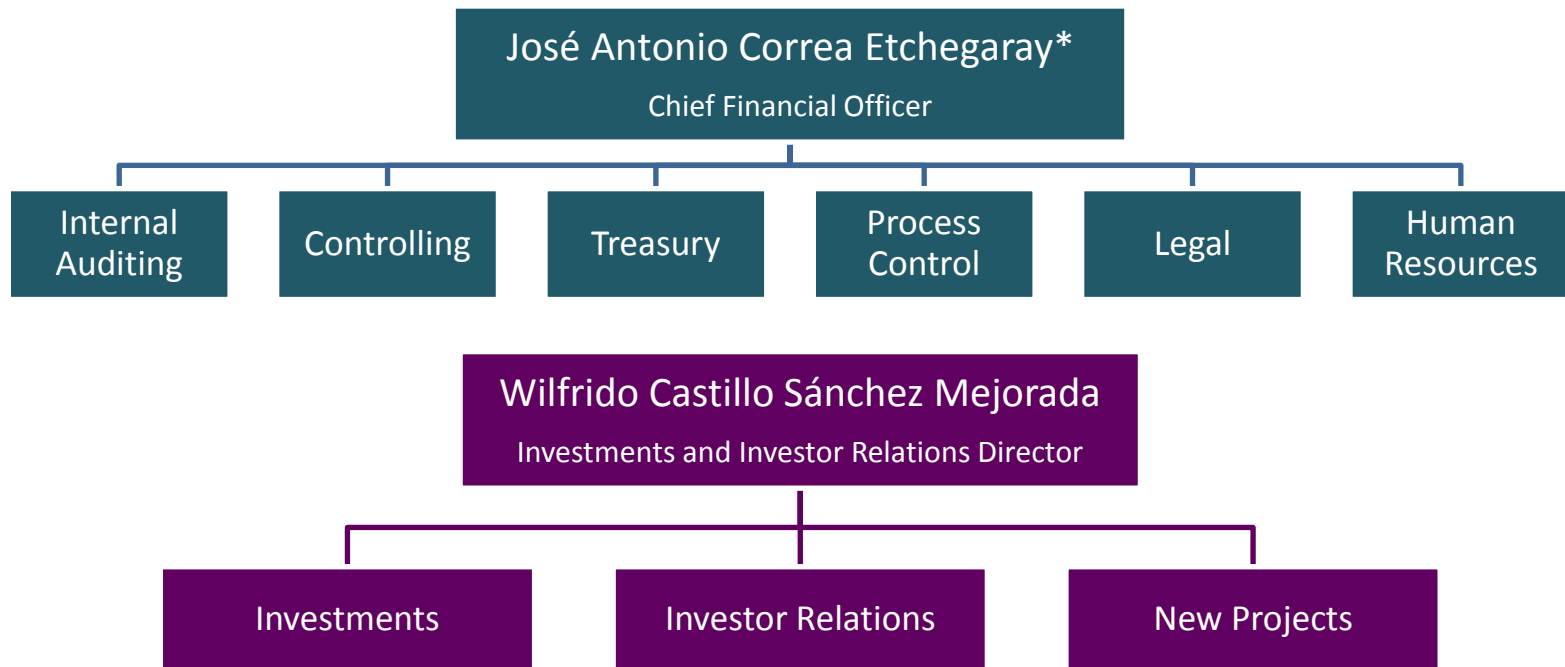 José Antonio Correa Etchegaray*
Chief Financial Officer
Internal
Auditing
Controlling
Treasury
Process
Control
Legal
Human
Resources
Wilfrido Castillo Sánchez Mejorada
Investments and Investor Relations Director
Investments
Investor Relations
New Projects